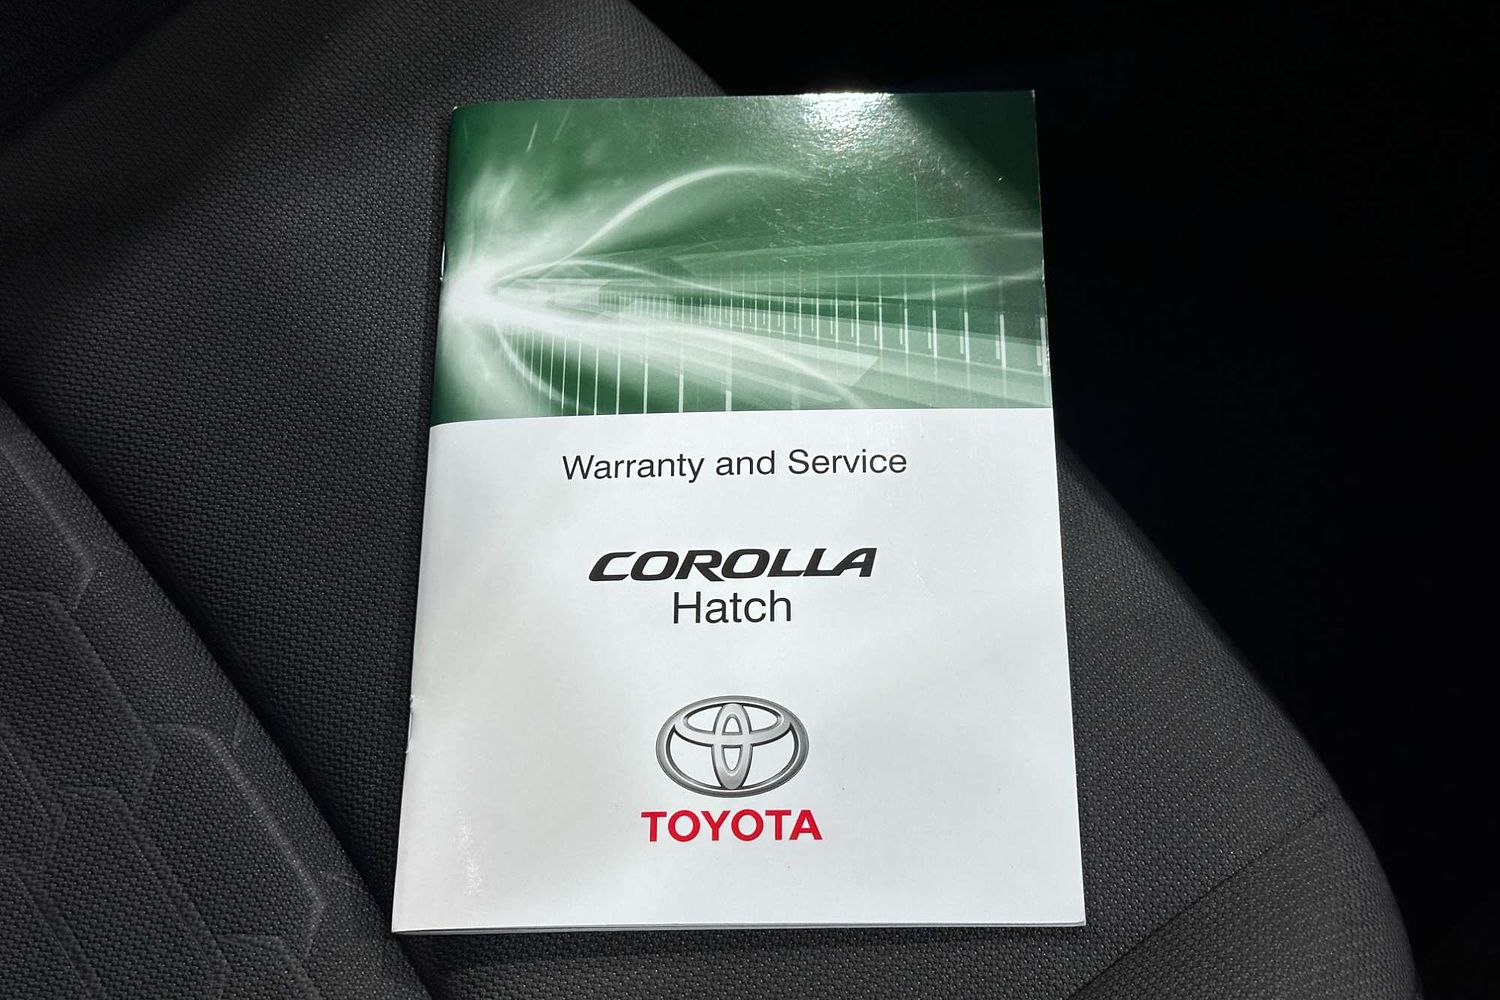 Warranty and Service
COROLLA
Hatch
TOYOTA